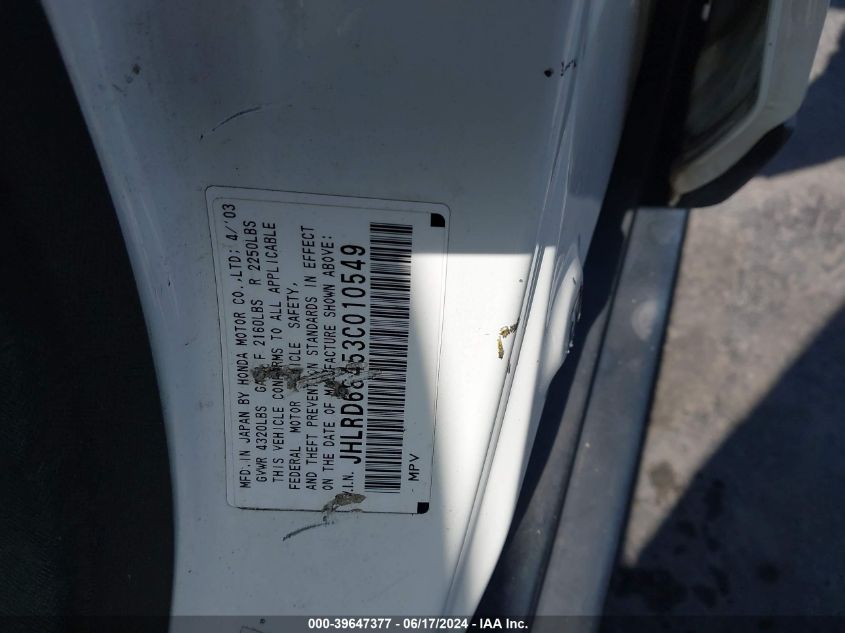 MFD. IN JAPAN BY HONDA MOTOR CO., LTD: 4/'03
GVWR 4320LBS F 2160LBS R 2250LBS
THIS VEHICLE CONFORMS TO ALL APPLICABLE
FEDERAL MOTOR VEHICLE SAFETY,
AND THEFT PREVENTION STANDARDS IN EFFECT
ON THE DATE OF MANUFACTURE SHOWN ABOVE:
V.I.N. JHLRD68453C010549
MPV
000-39647377 / 06/17/2024 - IAA Inc.